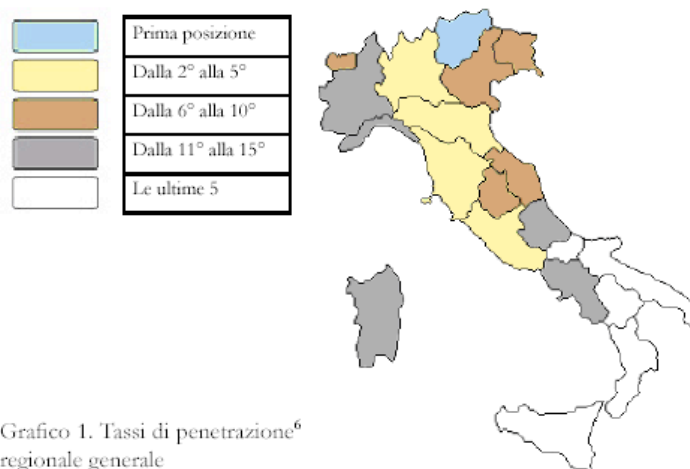 Prima posizione
Dalla 2° alla 5°
Dalla 6° alla 10°
Dalla 11° alla 15°
Le ultime 5
Grafico 1. Tassi di penetrazione⁶
regionale generale